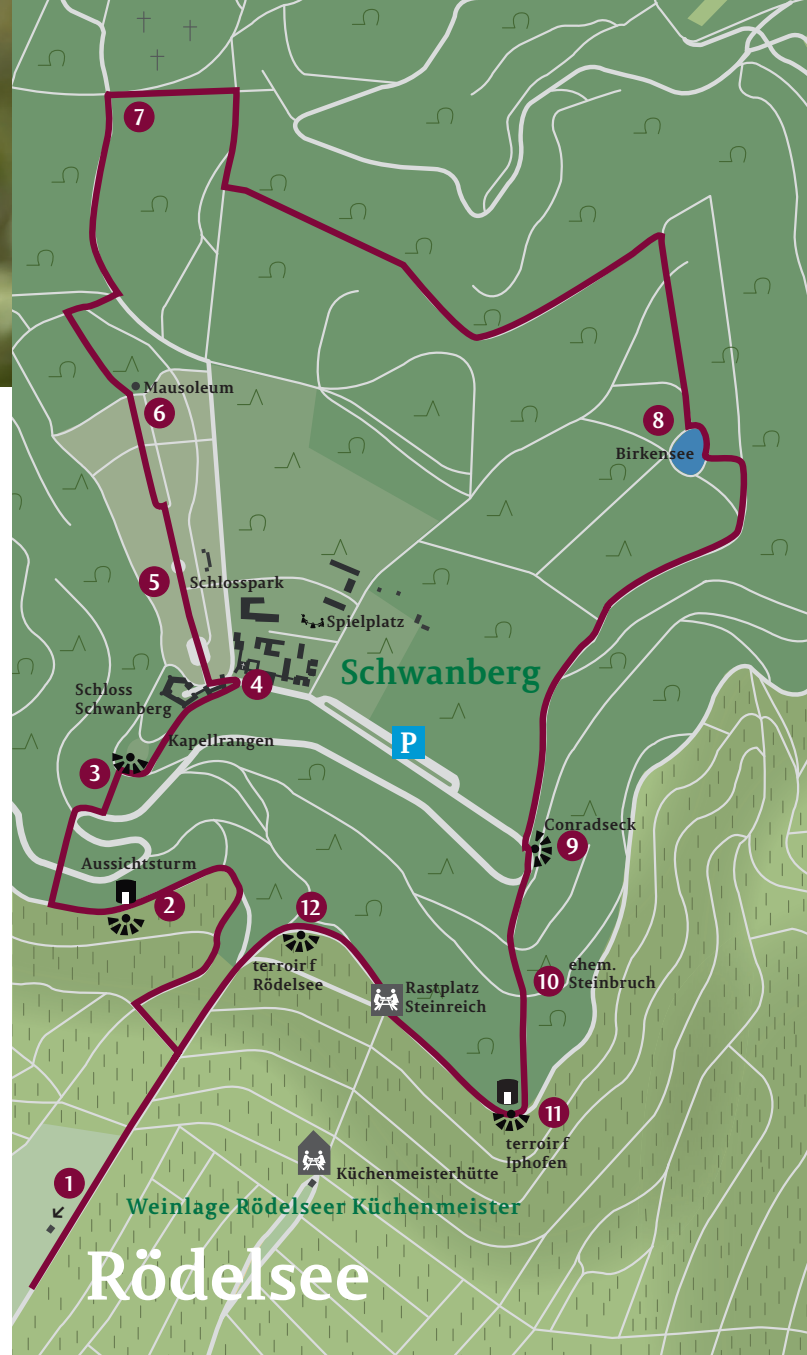 7
Mausoleum
6
8
Birkensee
5
Schlosspark
Spielplatz
Schwanberg
4
Schloss
Schwanberg
Kapellrangen
P
3
Conradseck
9
Aussichtsturm
2
12
terroir f
Rödelsee
ehem.
Steinbruch
10
Rastplatz
Steinreich
11
terroir f
Iphofen
Küchenmeisterhütte
1
Weinlage Rödelseer Küchenmeister
Rödelsee